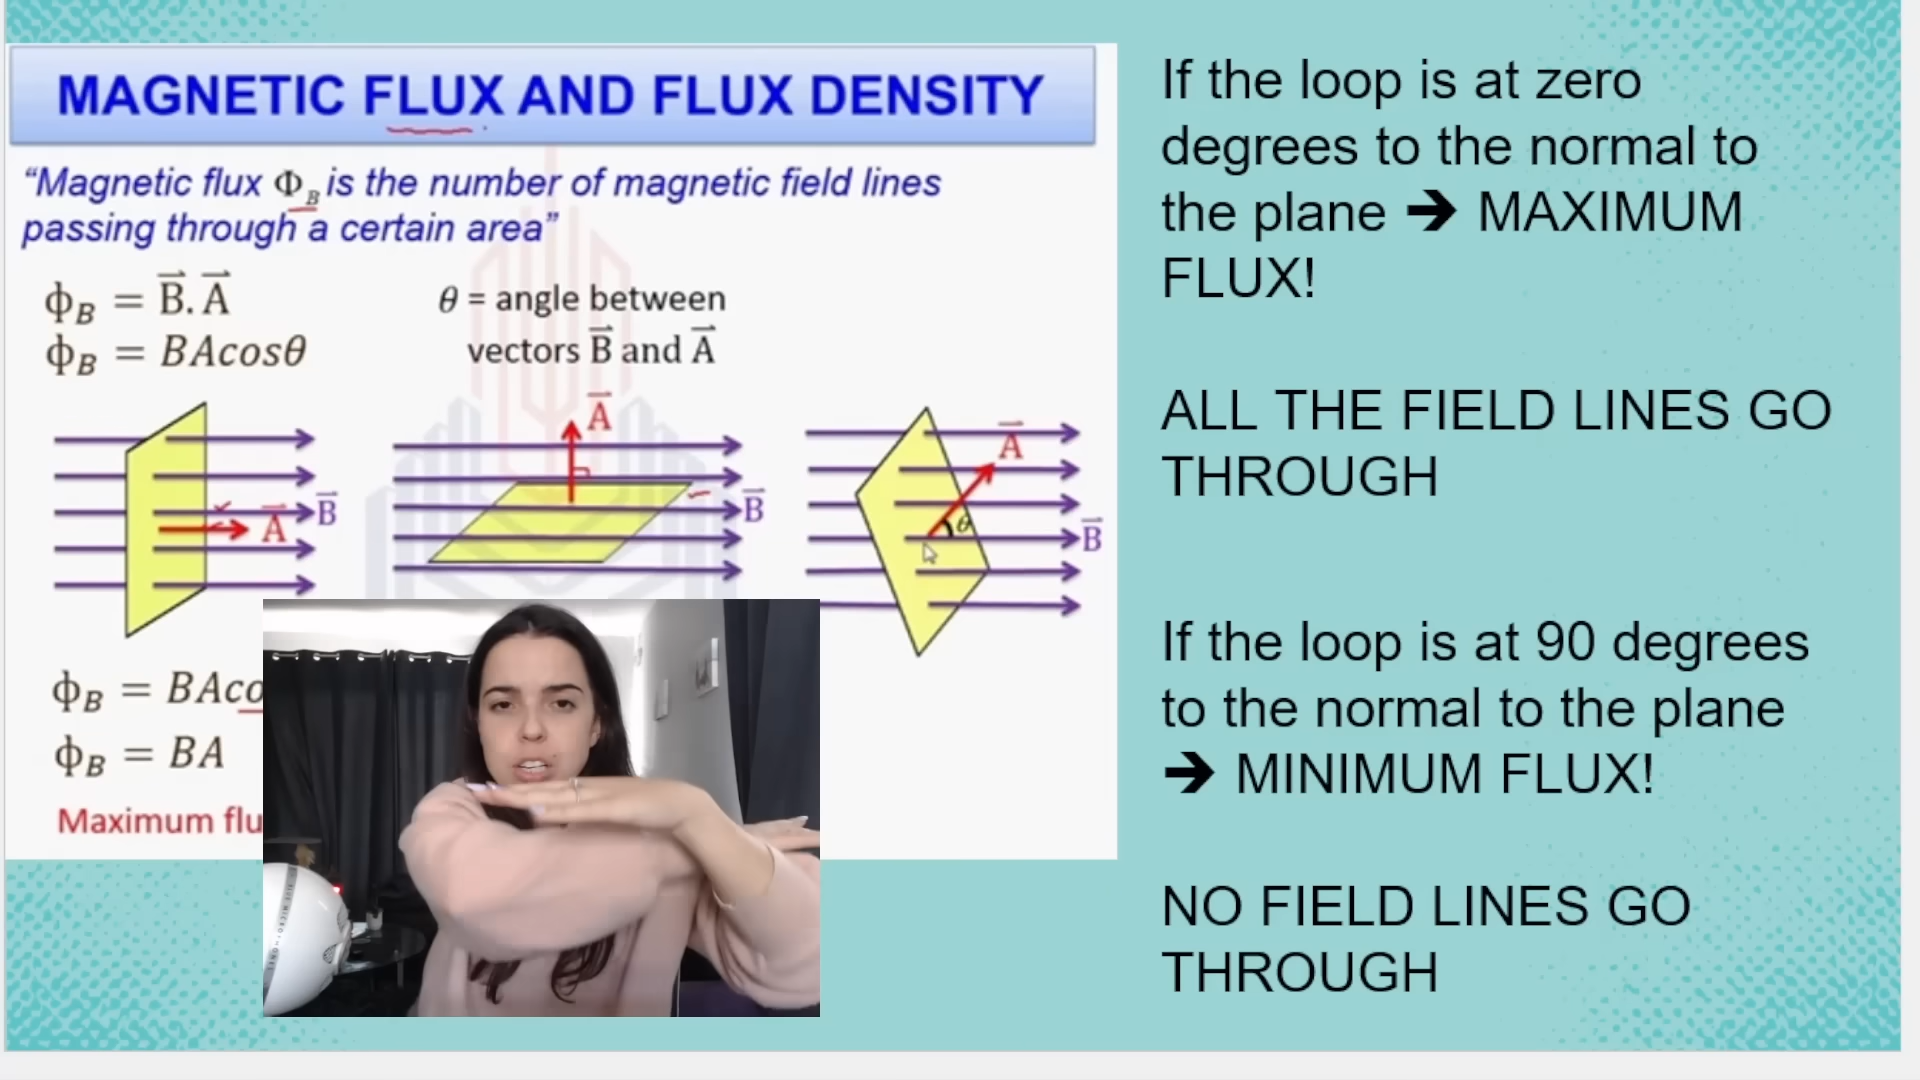 MAGNETIC FLUX AND FLUX DENSITY
“Magnetic flux Φ_B is the number of magnetic field lines
passing through a certain area”
ϕ_B = B⃗. A⃗
θ = angle between
ϕ_B = BAcosθ
vectors B⃗ and A⃗
A⃗
A⃗
B⃗
A⃗
B⃗
θ
B⃗
ϕ_B = BAco
ϕ_B = BA
Maximum flu
If the loop is at zero
degrees to the normal to
the plane ➔ MAXIMUM
FLUX!
ALL THE FIELD LINES GO
THROUGH
If the loop is at 90 degrees
to the normal to the plane
➔ MINIMUM FLUX!
NO FIELD LINES GO
THROUGH